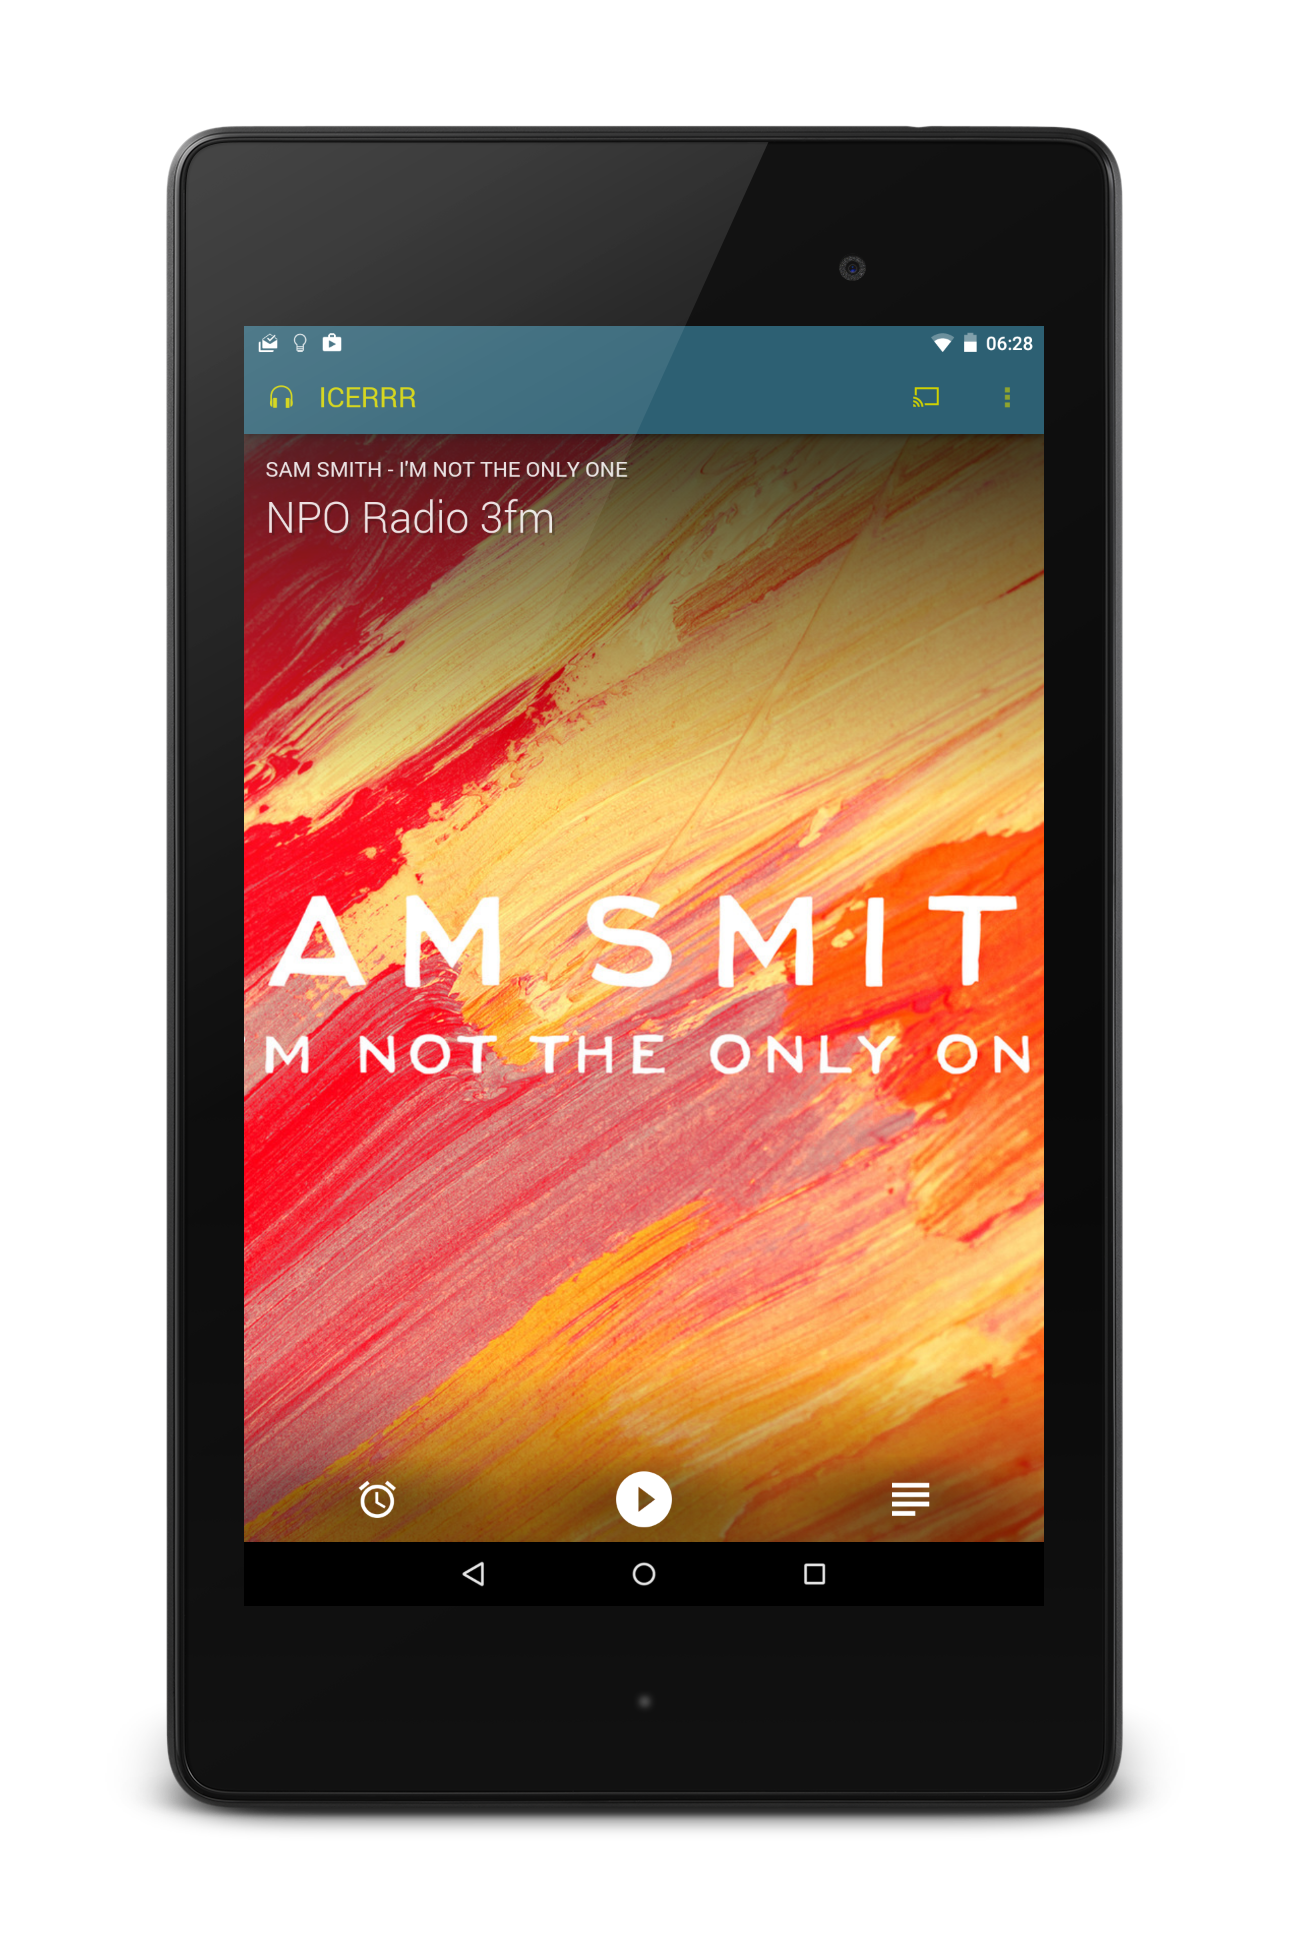 06:28
ICERRR
SAM SMITH - I'M NOT THE ONLY ONE
NPO Radio 3fm
AM SMIT
M NOT THE ONLY ON